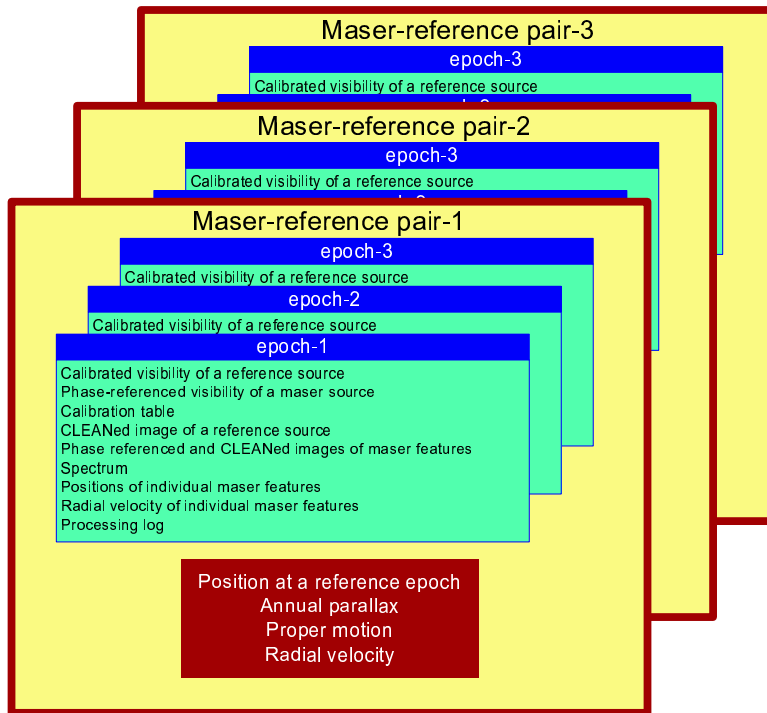 Maser-reference pair-3
epoch-3
Calibrated visibility of a reference source
Maser-reference pair-2
epoch-3
Calibrated visibility of a reference source
Maser-reference pair-1
epoch-3
Calibrated visibility of a reference source
epoch-2
Calibrated visibility of a reference source
epoch-1
Calibrated visibility of a reference source
Phase-referenced visibility of a maser source
Calibration table
CLEANed image of a reference source
Phase referenced and CLEANed images of maser features
Spectrum
Positions of individual maser features
Radial velocity of individual maser features
Processing log
Position at a reference epoch
Annual parallax
Proper motion
Radial velocity